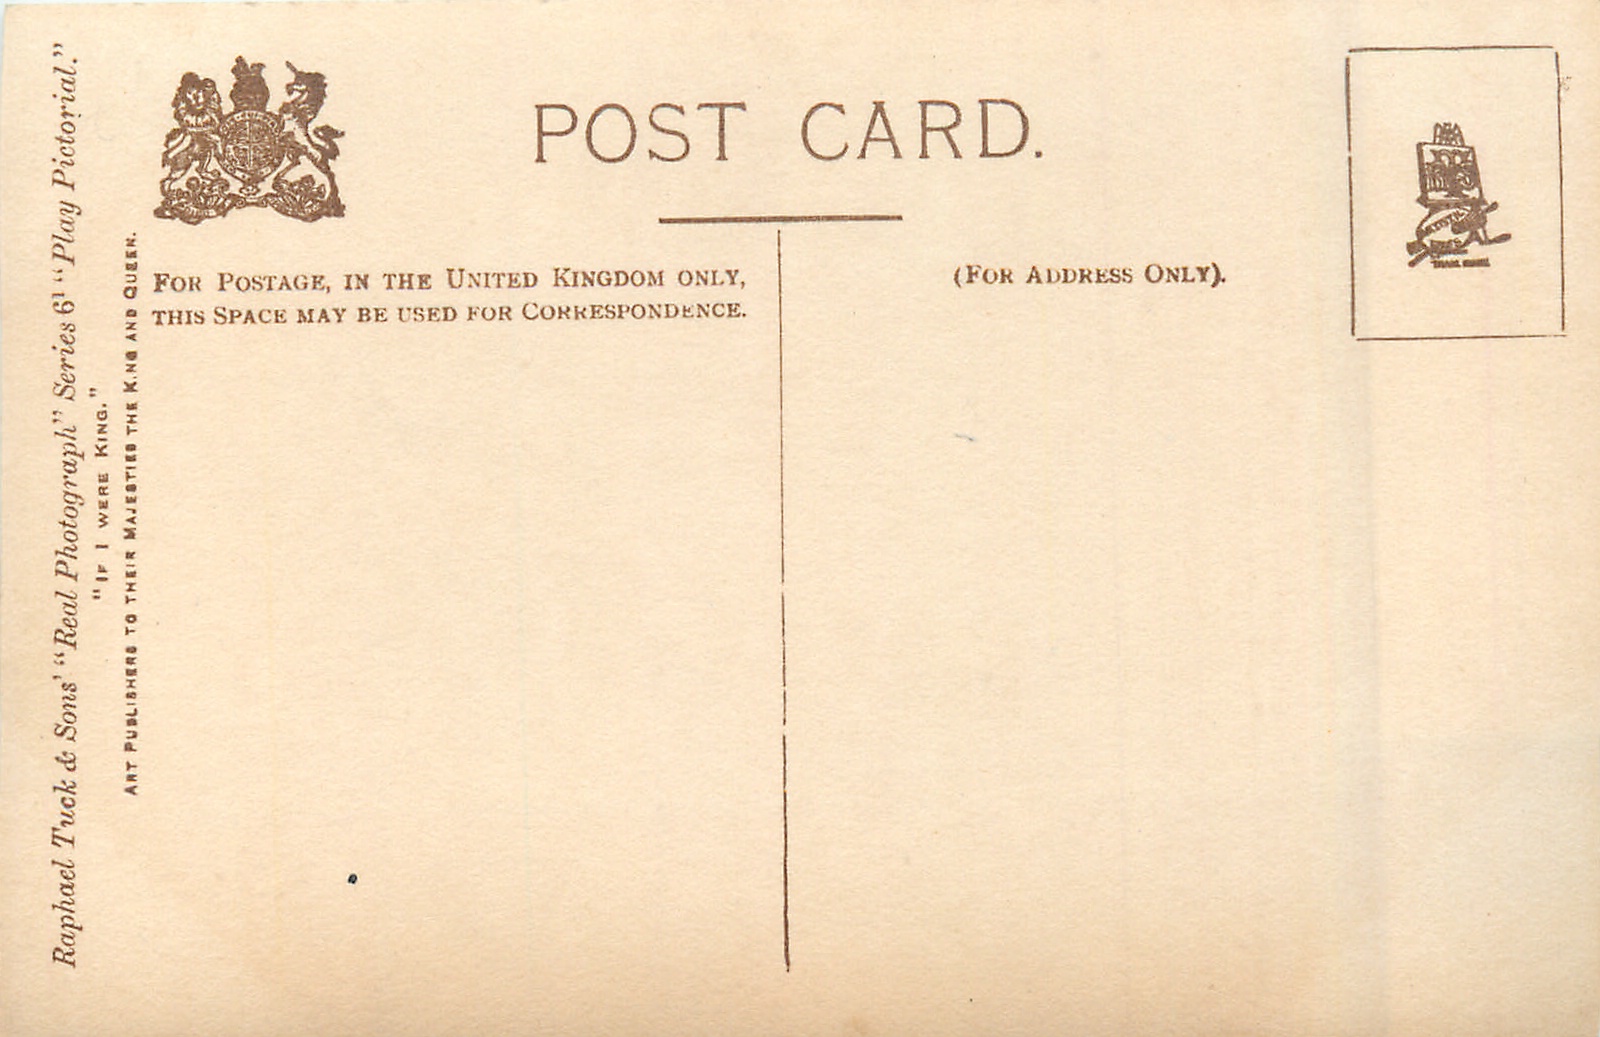 POST CARD.
FOR POSTAGE, IN THE UNITED KINGDOM ONLY,
THIS SPACE MAY BE USED FOR CORRESPONDENCE.
(FOR ADDRESS ONLY).
Raphael Tuck & Sons' "Real Photograph" Series 61 "Play Pictorial."
"IF I WERE KING."
ART PUBLISHERS TO THEIR MAJESTIES THE KING AND QUEEN.